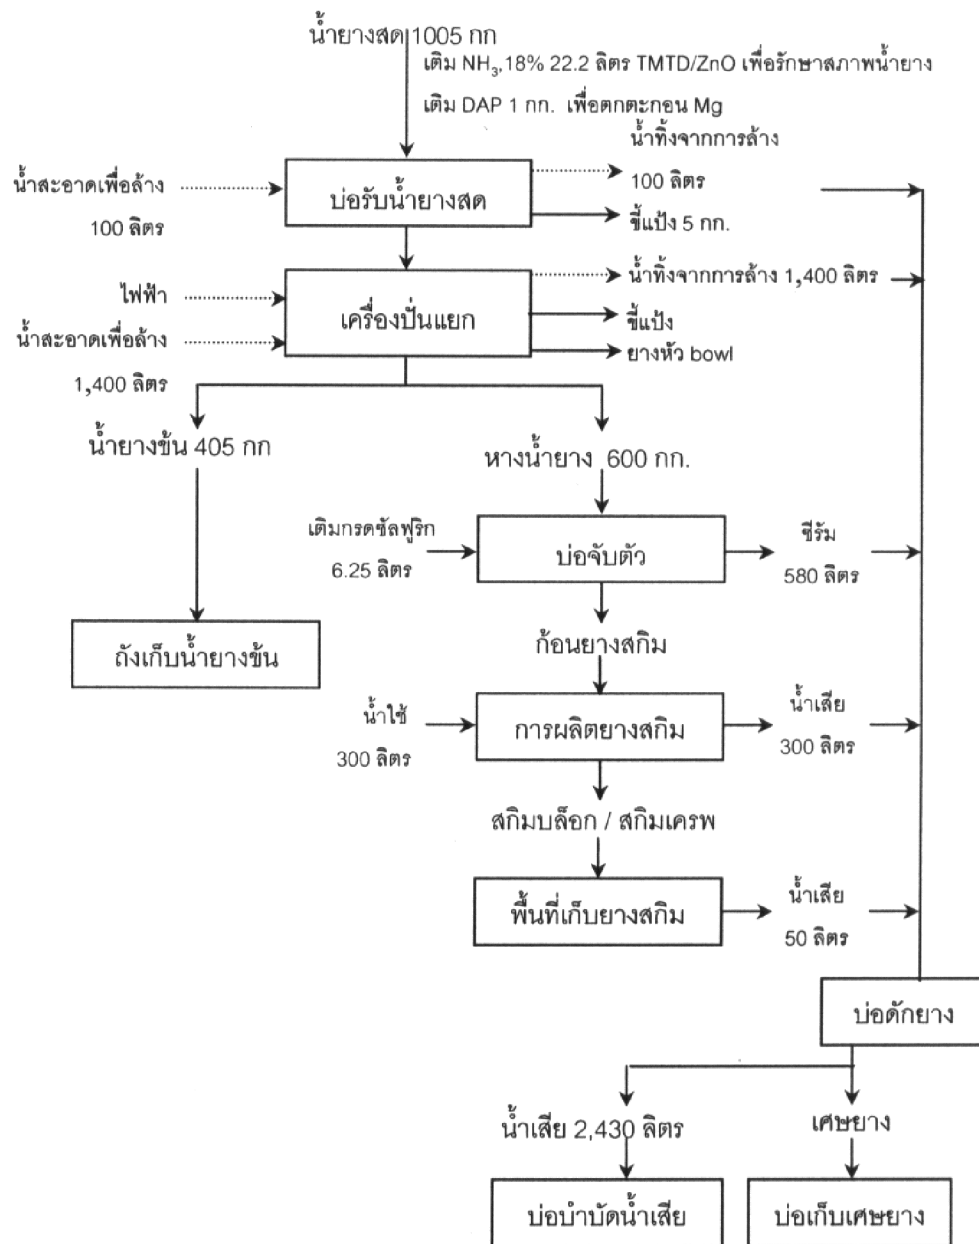 น้ำยางสด 1005 กก
เติม NH3,18% 22.2 ลิตร TMTD/ZnO เพื่อรักษาสภาพน้ำยาง
เติม DAP 1 กก. เพื่อตกตะกอน Mg
น้ำสะอาดเพื่อล้าง
100 ลิตร
บ่อรับน้ำยางสด
น้ำทิ้งจากการล้าง
100 ลิตร
ขี้แป้ง 5 กก.
ไฟฟ้า
น้ำสะอาดเพื่อล้าง
1,400 ลิตร
เครื่องปั่นแยก
น้ำทิ้งจากการล้าง 1,400 ลิตร
ขี้แป้ง
ยางหัว bowl
น้ำยางข้น 405 กก
หางน้ำยาง 600 กก.
เติมกรดซัลฟูริก
6.25 ลิตร
บ่อจับตัว
ซีรั่ม
580 ลิตร
ถังเก็บน้ำยางข้น
ก้อนยางสกิม
น้ำใช้
300 ลิตร
การผลิตยางสกิม
น้ำเสีย
300 ลิตร
สกิมบล็อก / สกิมเครพ
พื้นที่เก็บยางสกิม
น้ำเสีย
50 ลิตร
บ่อดักยาง
น้ำเสีย 2,430 ลิตร
เศษยาง
บ่อบำบัดน้ำเสีย
บ่อเก็บเศษยาง